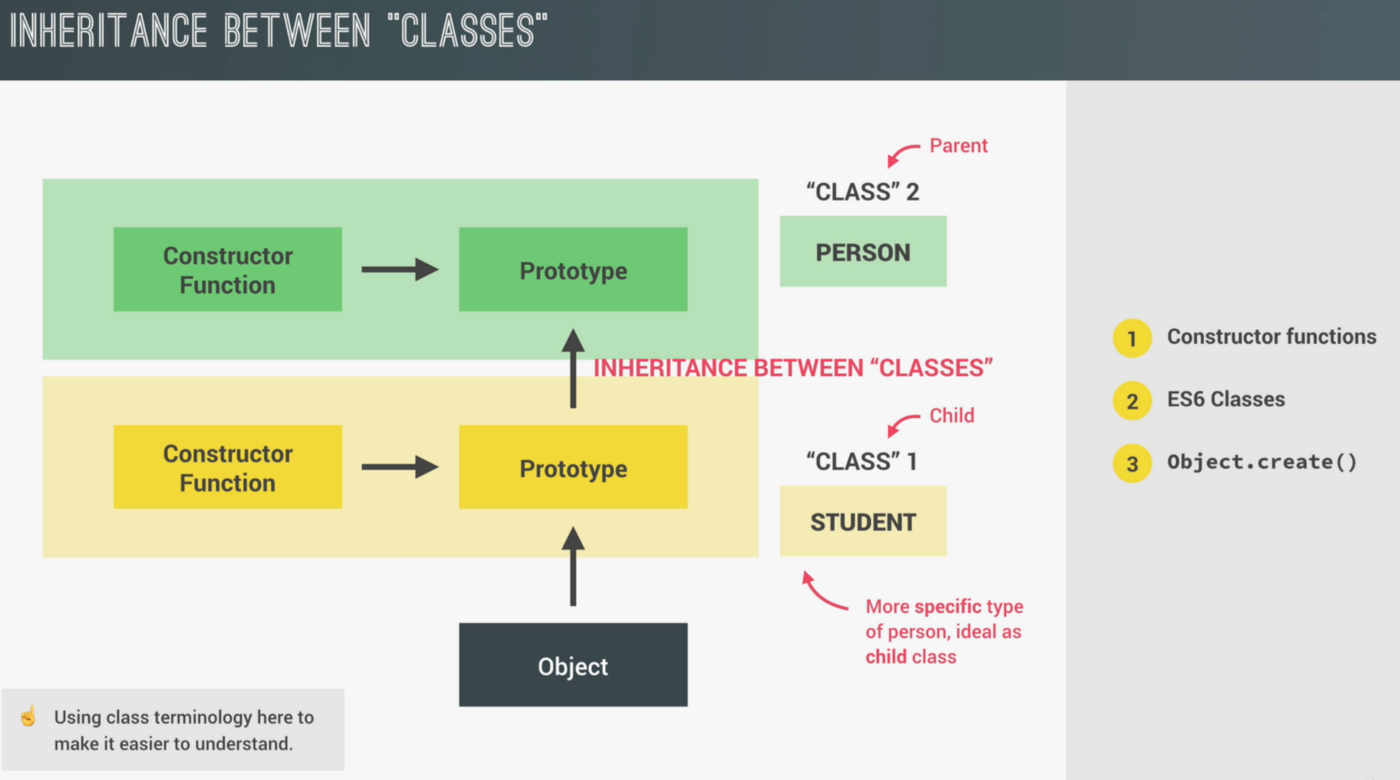 INHERITANCE BETWEEN "CLASSES"
Parent
“CLASS” 2
PERSON
Constructor
Function
Prototype
INHERITANCE BETWEEN “CLASSES”
Child
“CLASS” 1
STUDENT
Constructor
Function
Prototype
More specific type
of person, ideal as
child class
Object
☝ Using class terminology here to
make it easier to understand.
1 Constructor functions
2 ES6 Classes
3 Object.create()